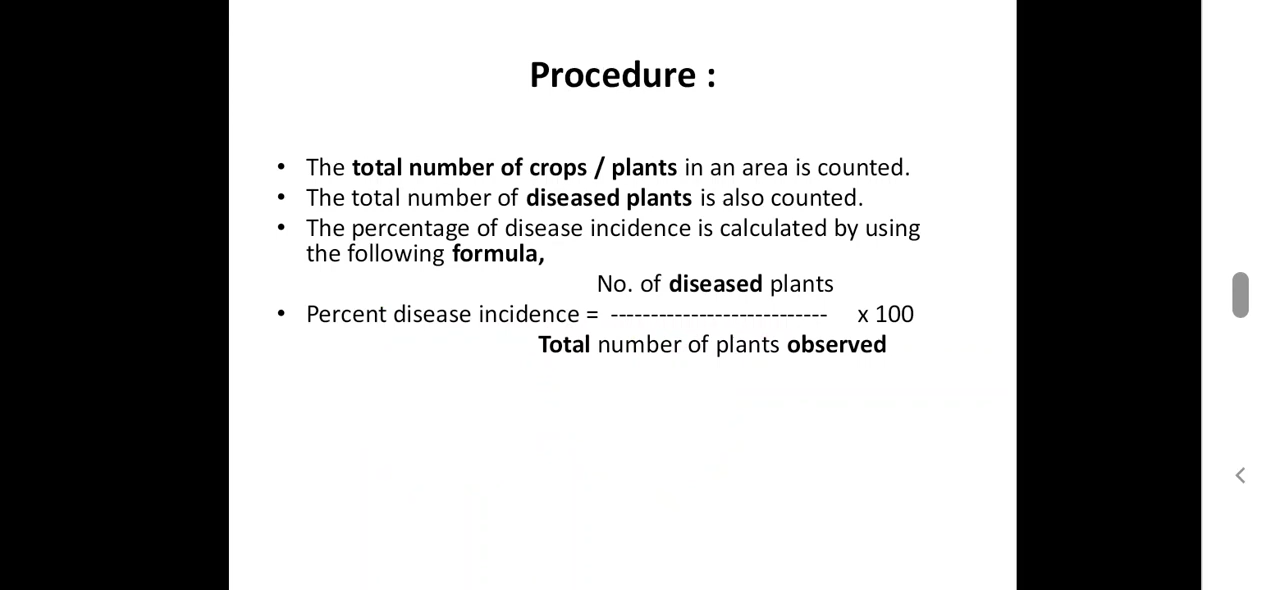 Procedure :
• The total number of crops / plants in an area is counted.
• The total number of diseased plants is also counted.
• The percentage of disease incidence is calculated by using
the following formula,
No. of diseased plants
• Percent disease incidence = --------------------------- x 100
Total number of plants observed